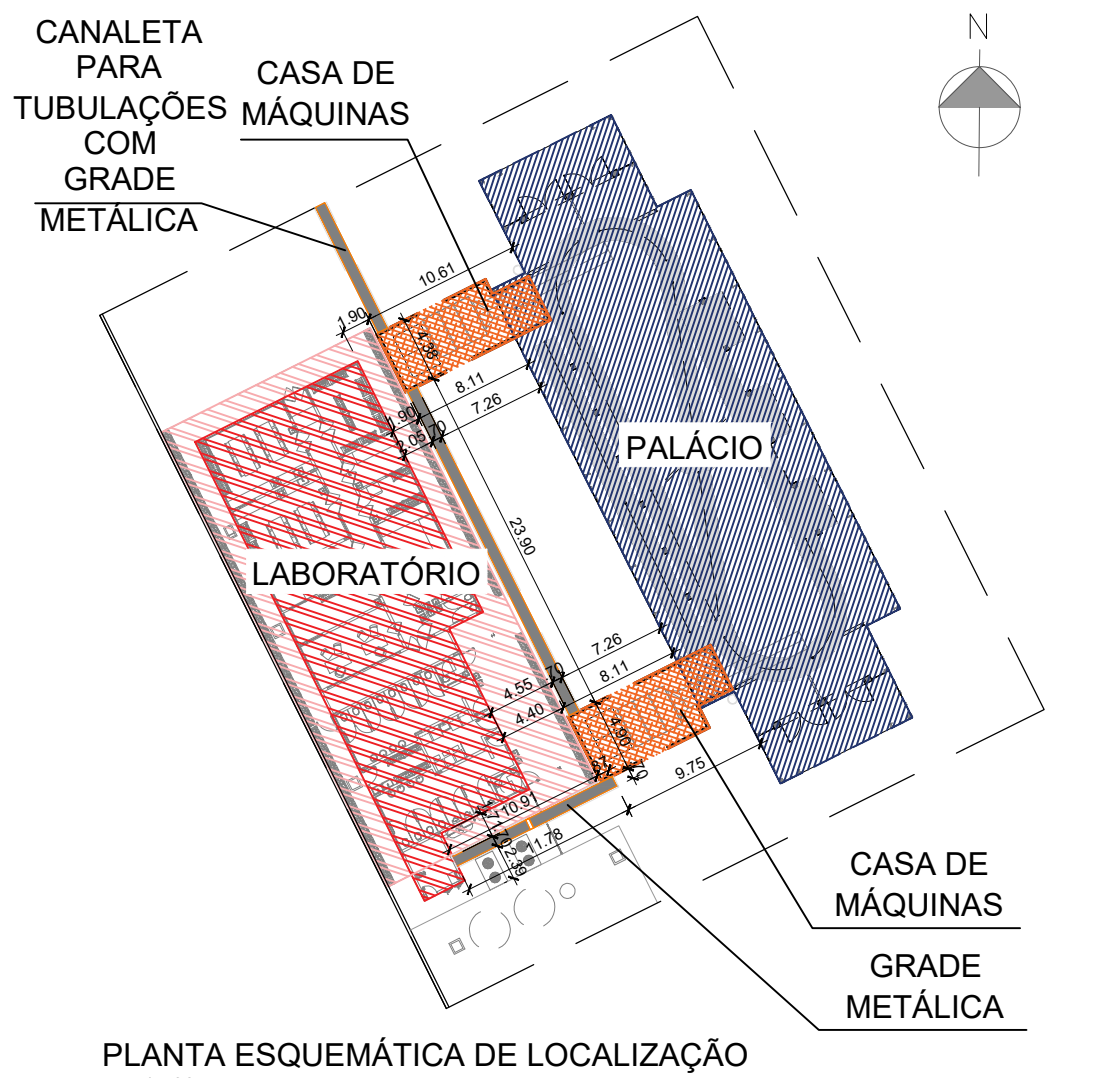 CANALETA
PARA
TUBULAÇÕES
COM
GRADE
METÁLICA
CASA DE
MÁQUINAS
N
10.61
1.90
4.38
8.11
7.26
1.90
2.05
70
PALÁCIO
23.90
LABORATÓRIO
7.26
70
8.11
4.55
4.40
4.90
70
9.75
10.91
70
2.39
CASA DE
MÁQUINAS
GRADE
METÁLICA
PLANTA ESQUEMÁTICA DE LOCALIZAÇÃO